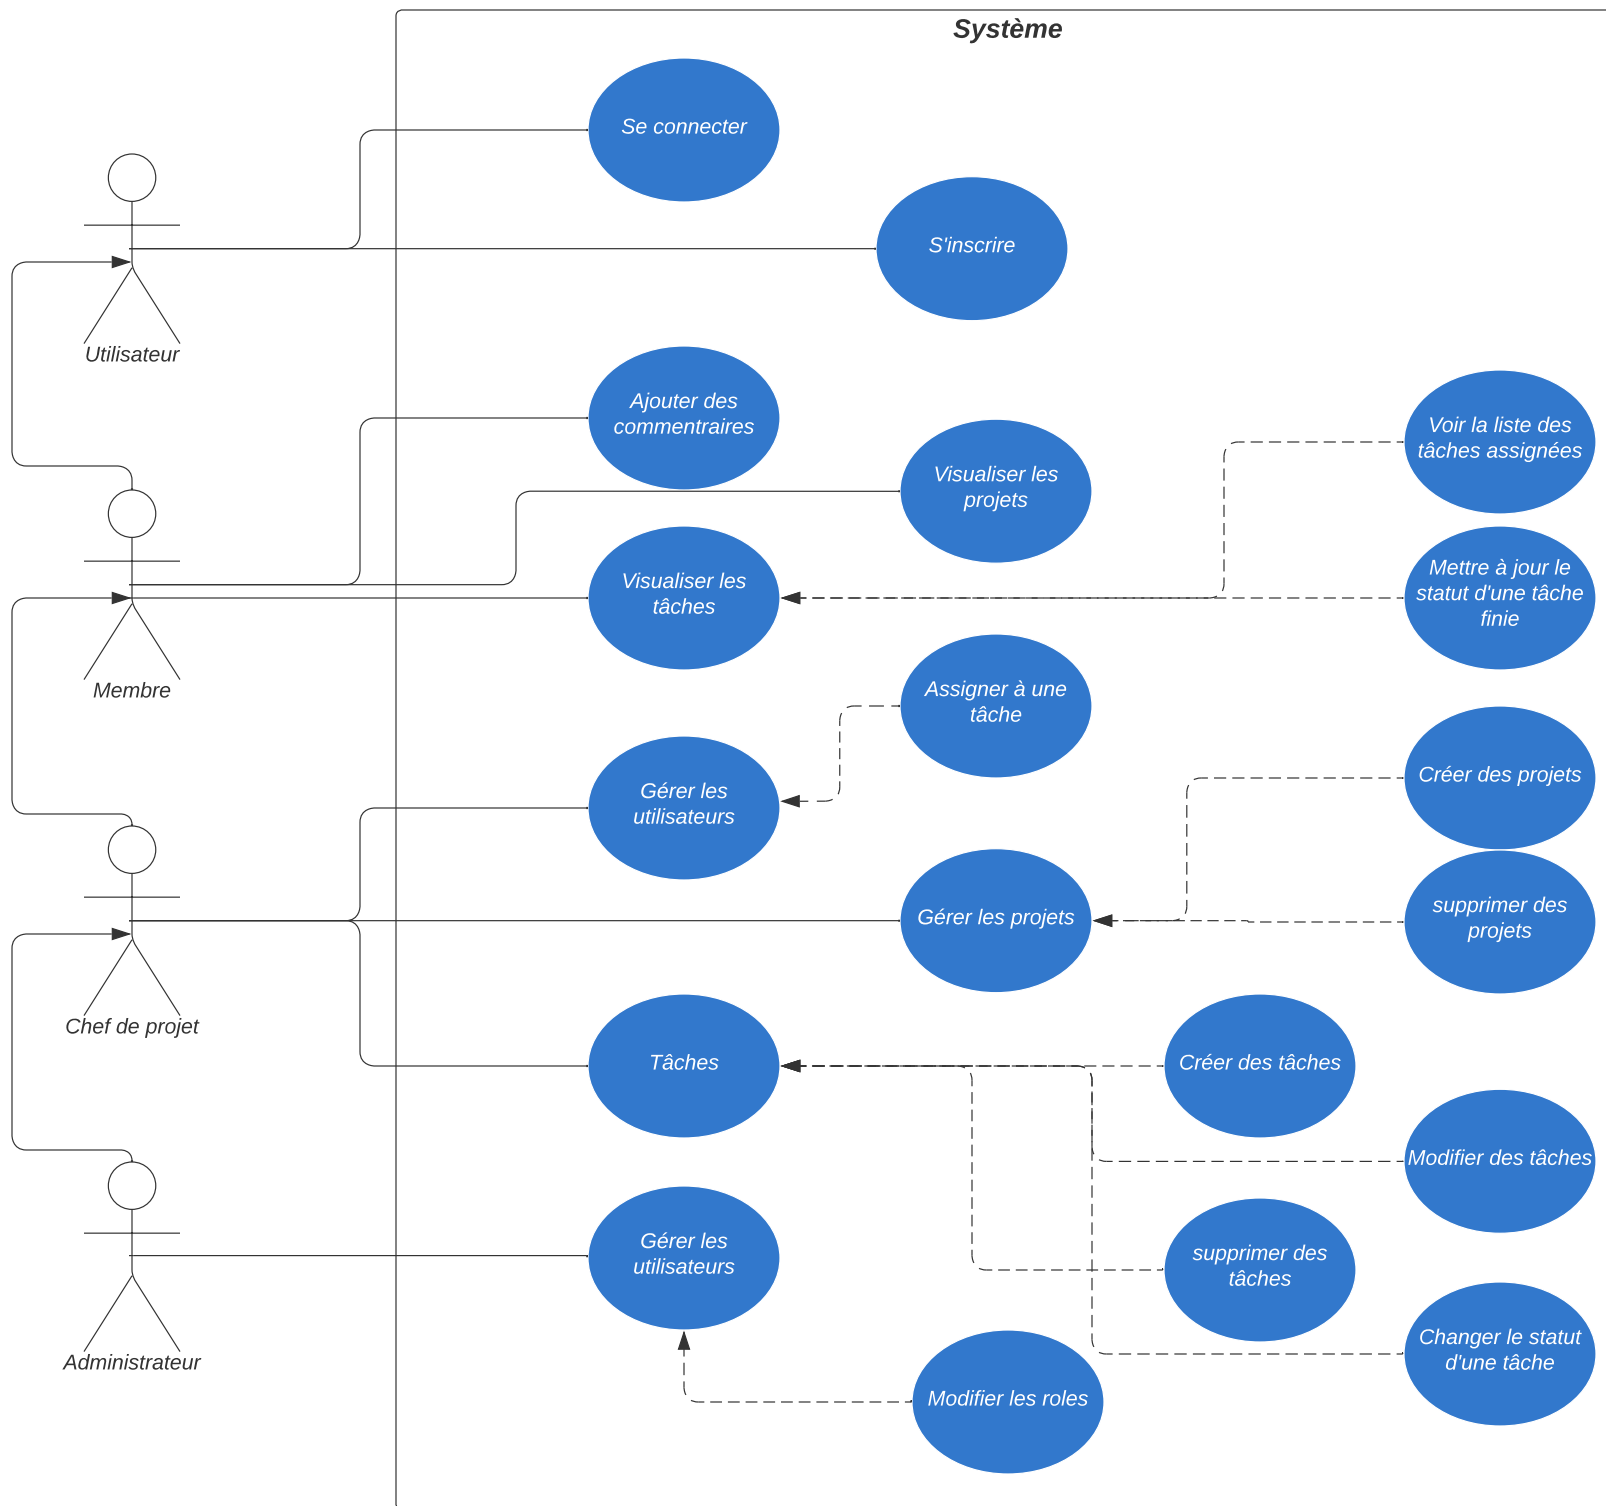 Système
Se connecter
S'inscrire
Utilisateur
Ajouter des
commentraires
Visualiser les
projets
Voir la liste des
tâches assignées
Visualiser les
tâches
Mettre à jour le
statut d'une tâche
finie
Membre
Assigner à une
tâche
Gérer les
utilisateurs
Créer des projets
Gérer les projets
supprimer des
projets
Chef de projet
Tâches
Créer des tâches
Modifier des tâches
Gérer les
utilisateurs
supprimer des
tâches
Administrateur
Changer le statut
d'une tâche
Modifier les roles